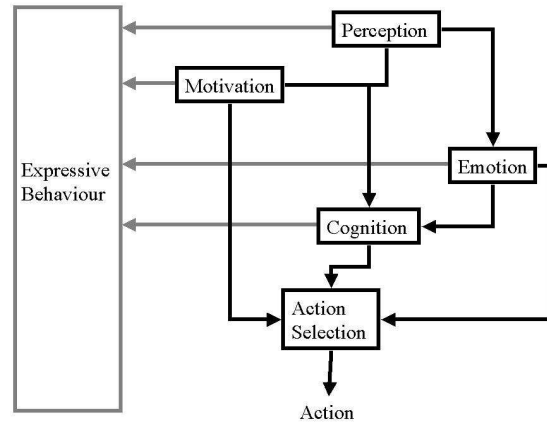 Perception
Motivation
Expressive
Behaviour
Emotion
Cognition
Action
Selection
Action